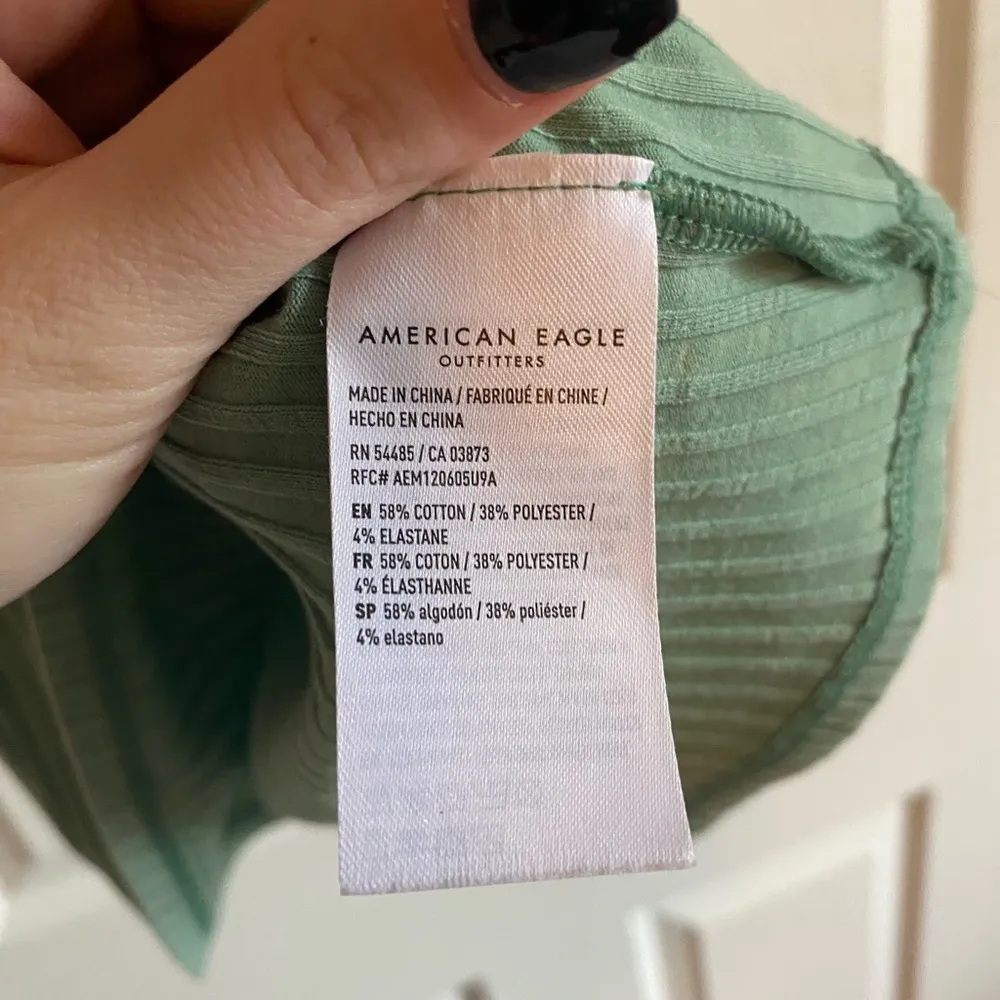 AMERICAN EAGLE
OUTFITTERS
MADE IN CHINA / FABRIQUÉ EN CHINE /
HECHO EN CHINA
RN 54485 / CA 03873
RFC# AEM120605U9A
EN 58% COTTON / 38% POLYESTER /
4% ELASTANE
FR 58% COTON / 38% POLYESTER /
4% ÉLASTHANNE
SP 58% algodón / 38% poliéster /
4% elastano